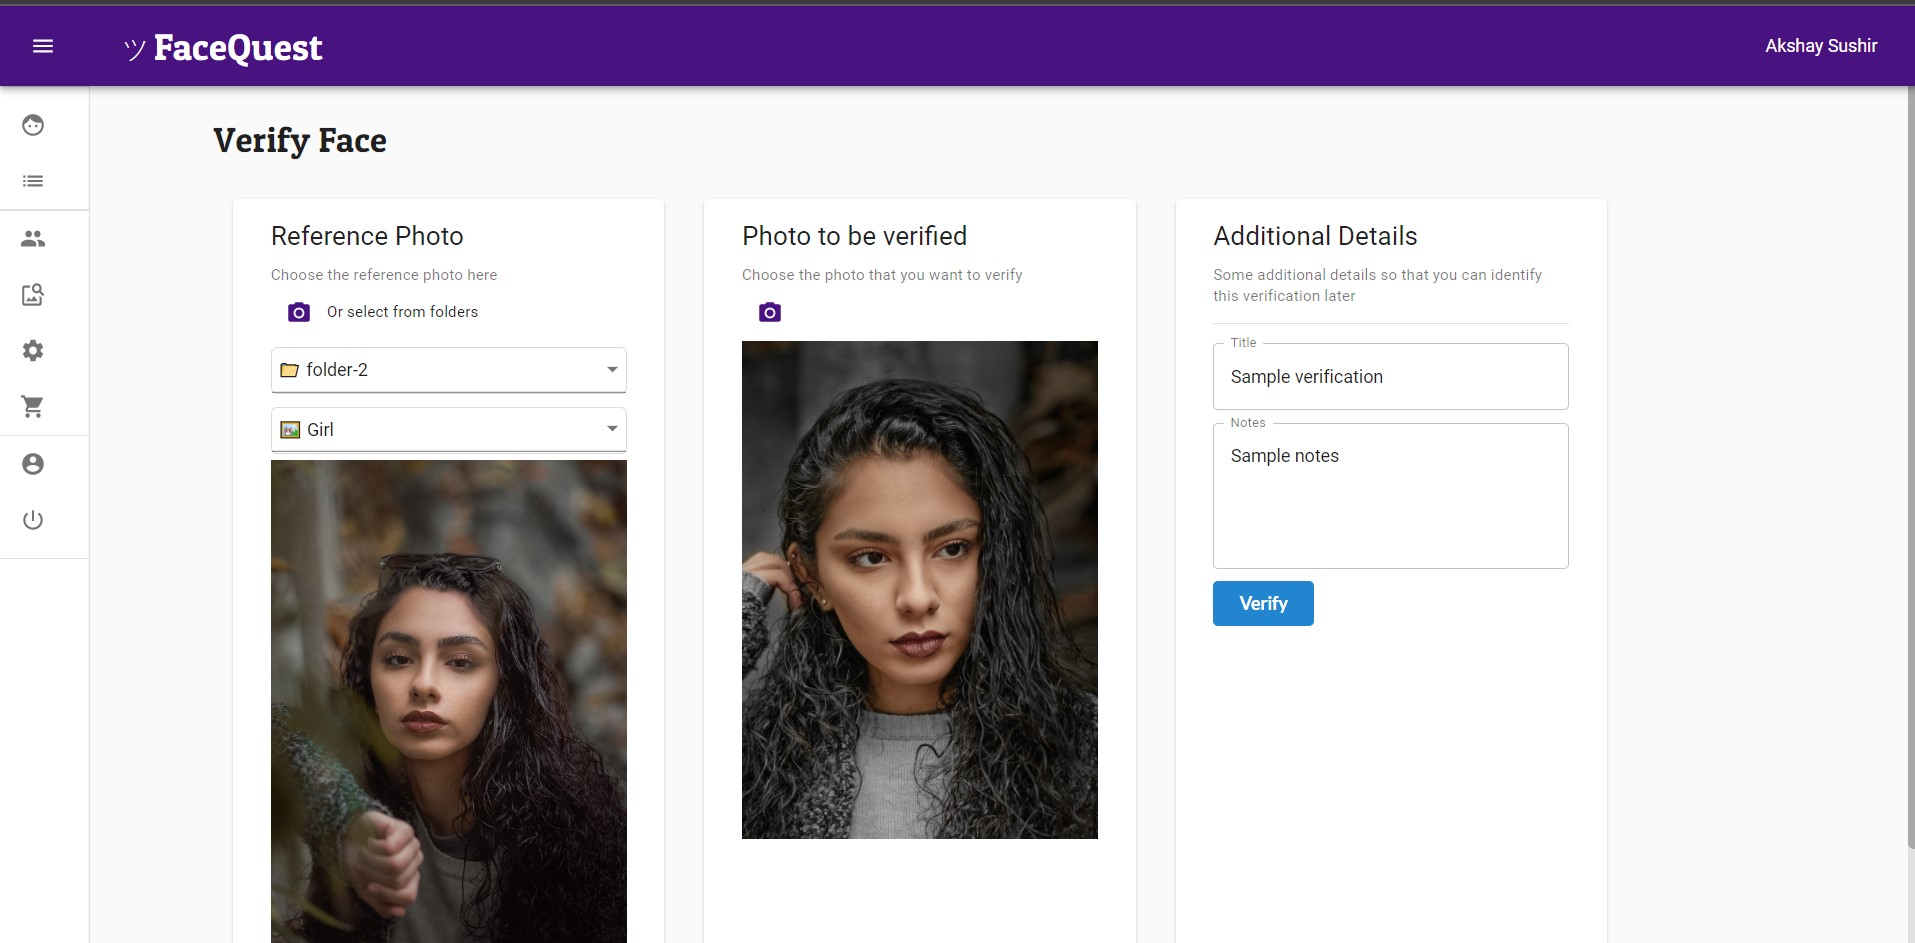 ツ FaceQuest
Akshay Sushir
Verify Face
Reference Photo
Choose the reference photo here
Or select from folders
folder-2
Girl
Photo to be verified
Choose the photo that you want to verify
Additional Details
Some additional details so that you can identify
this verification later
Title
Sample verification
Notes
Sample notes
Verify